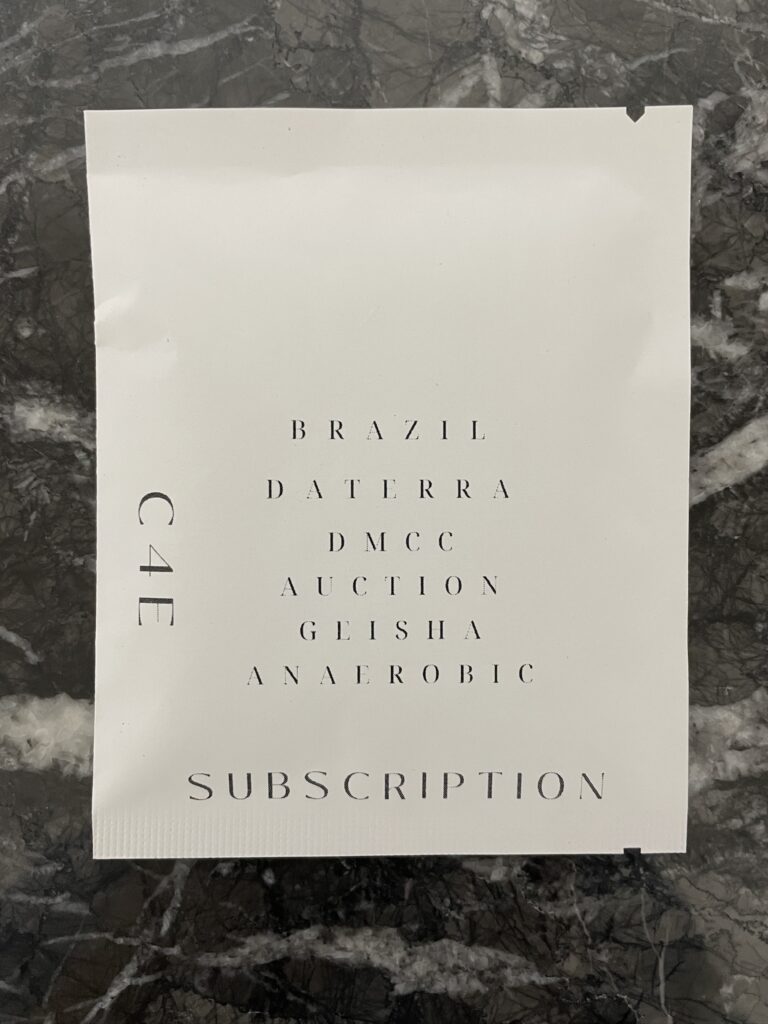 BRAZIL
DATERRA
DMCC
AUCTION
GEISHA
ANAEROBIC
C4E
SUBSCRIPTION